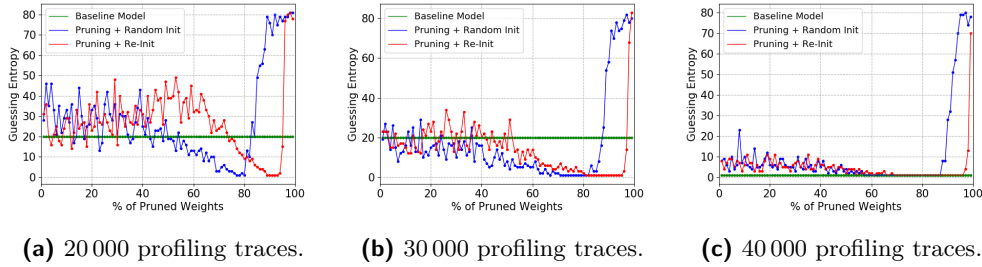 Guessing Entropy
80
70
60
50
40
30
20
10
0
Baseline Model
Pruning + Random Init
Pruning + Re-Init
0 20 40 60 80 100
% of Pruned Weights
(a) 20 000 profiling traces.
Guessing Entropy
80
60
40
20
0
Baseline Model
Pruning + Random Init
Pruning + Re-Init
0 20 40 60 80 100
% of Pruned Weights
(b) 30 000 profiling traces.
Guessing Entropy
80
70
60
50
40
30
20
10
0
Baseline Model
Pruning + Random Init
Pruning + Re-Init
0 20 40 60 80 100
% of Pruned Weights
(c) 40 000 profiling traces.